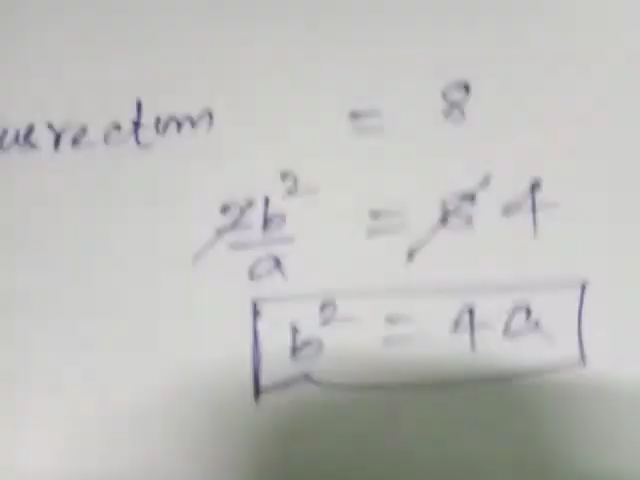 uerectum = 8
2b²/a = 8 4
b² = 4a